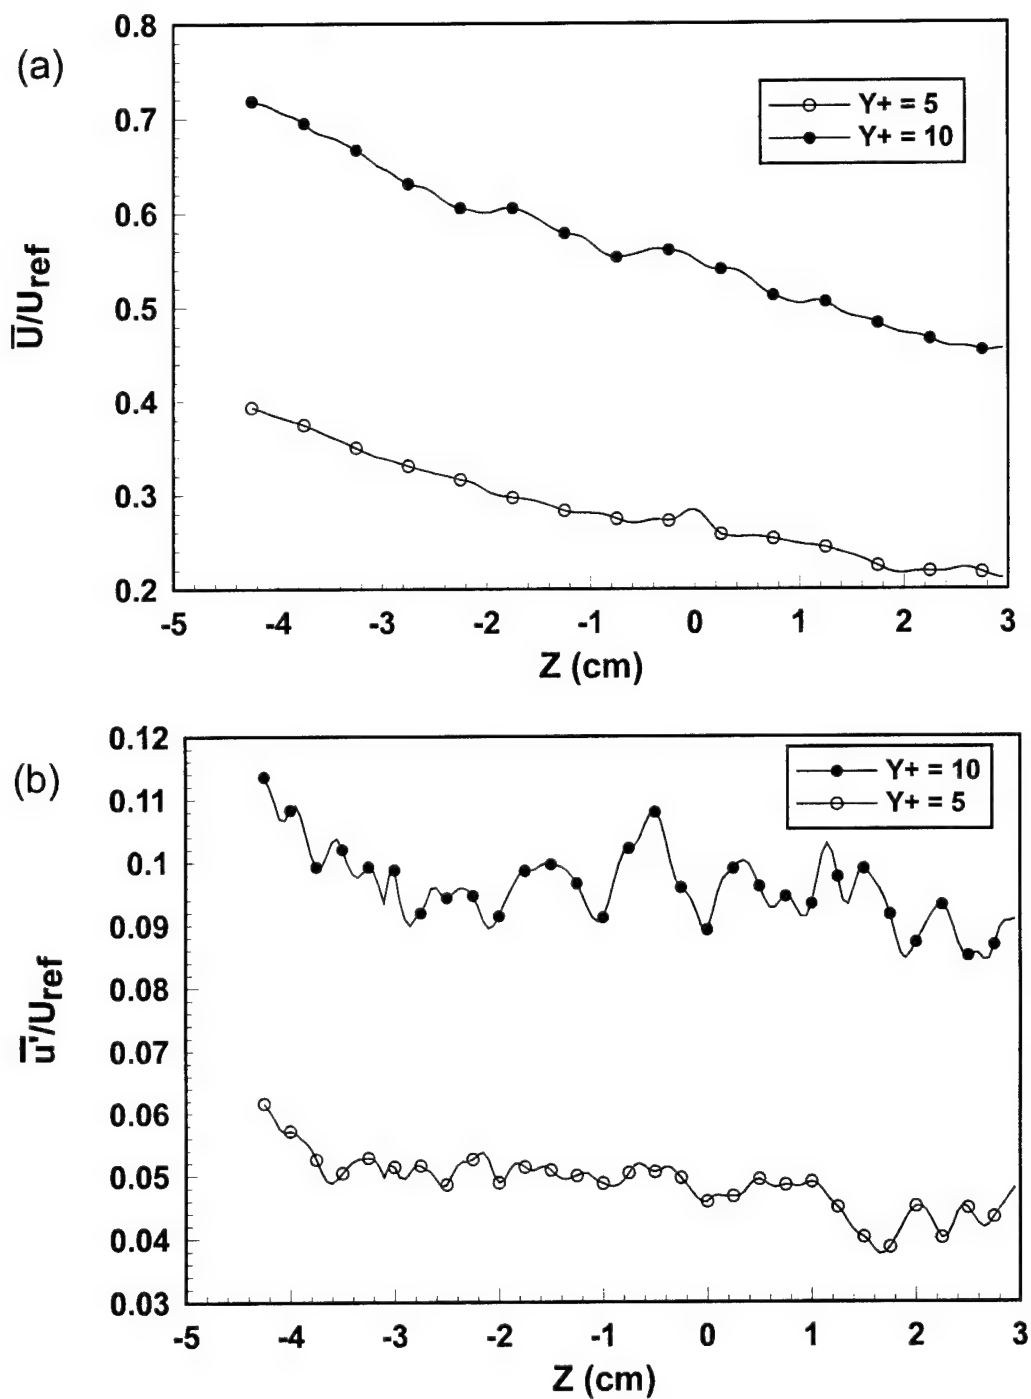 (a)
0.8
0.7
0.6
0.5
0.4
0.3
0.2
U̅/Uref
Y+ = 5
Y+ = 10
-5 -4 -3 -2 -1 0 1 2 3
Z (cm)
(b)
0.12
0.11
0.1
0.09
0.08
0.07
0.06
0.05
0.04
0.03
u̅'/Uref
Y+ = 10
Y+ = 5
-5 -4 -3 -2 -1 0 1 2 3
Z (cm)